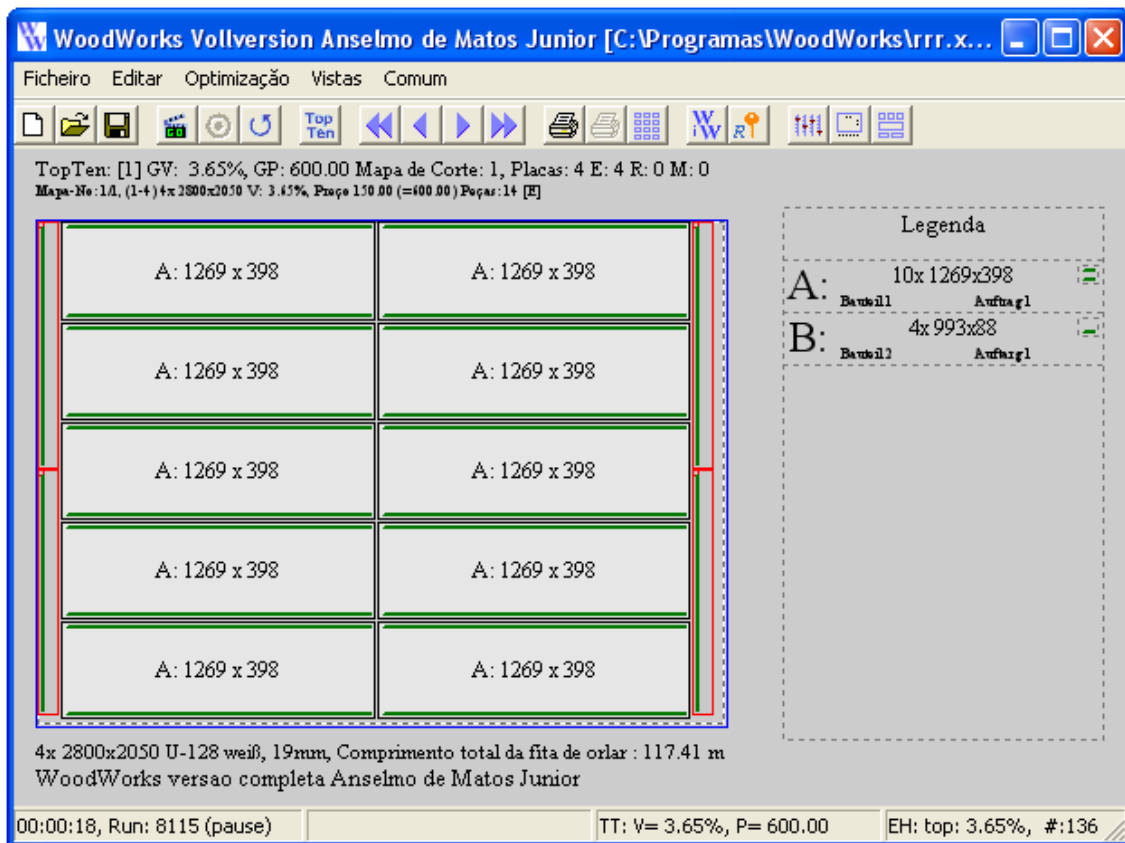 WoodWorks Vollversion Anselmo de Matos Junior [C:\Programas\WoodWorks\rrr.x...
Ficheiro Editar Optimização Vistas Comum
GO Top Ten W iW R
TopTen: [1] GV: 3.65%, GP: 600.00 Mapa de Corte: 1, Placas: 4 E: 4 R: 0 M: 0
Mapa-No: 1/1, (1-4) 4x 2800x2050 V: 3.65%, Preço 150.00 (=600.00) Peças: 14 [E]
A: 1269 x 398 A: 1269 x 398
A: 1269 x 398 A: 1269 x 398
A: 1269 x 398 A: 1269 x 398
A: 1269 x 398 A: 1269 x 398
A: 1269 x 398 A: 1269 x 398
Legenda
A: 10x 1269x398
Bauteil1 Auftrag1
B: 4x 993x88
Bauteil2 Auftarg1
4x 2800x2050 U-128 weiß, 19mm, Comprimento total da fita de orlar : 117.41 m
WoodWorks versao completa Anselmo de Matos Junior
00:00:18, Run: 8115 (pause) TT: V= 3.65%, P= 600.00 EH: top: 3.65%, #:136